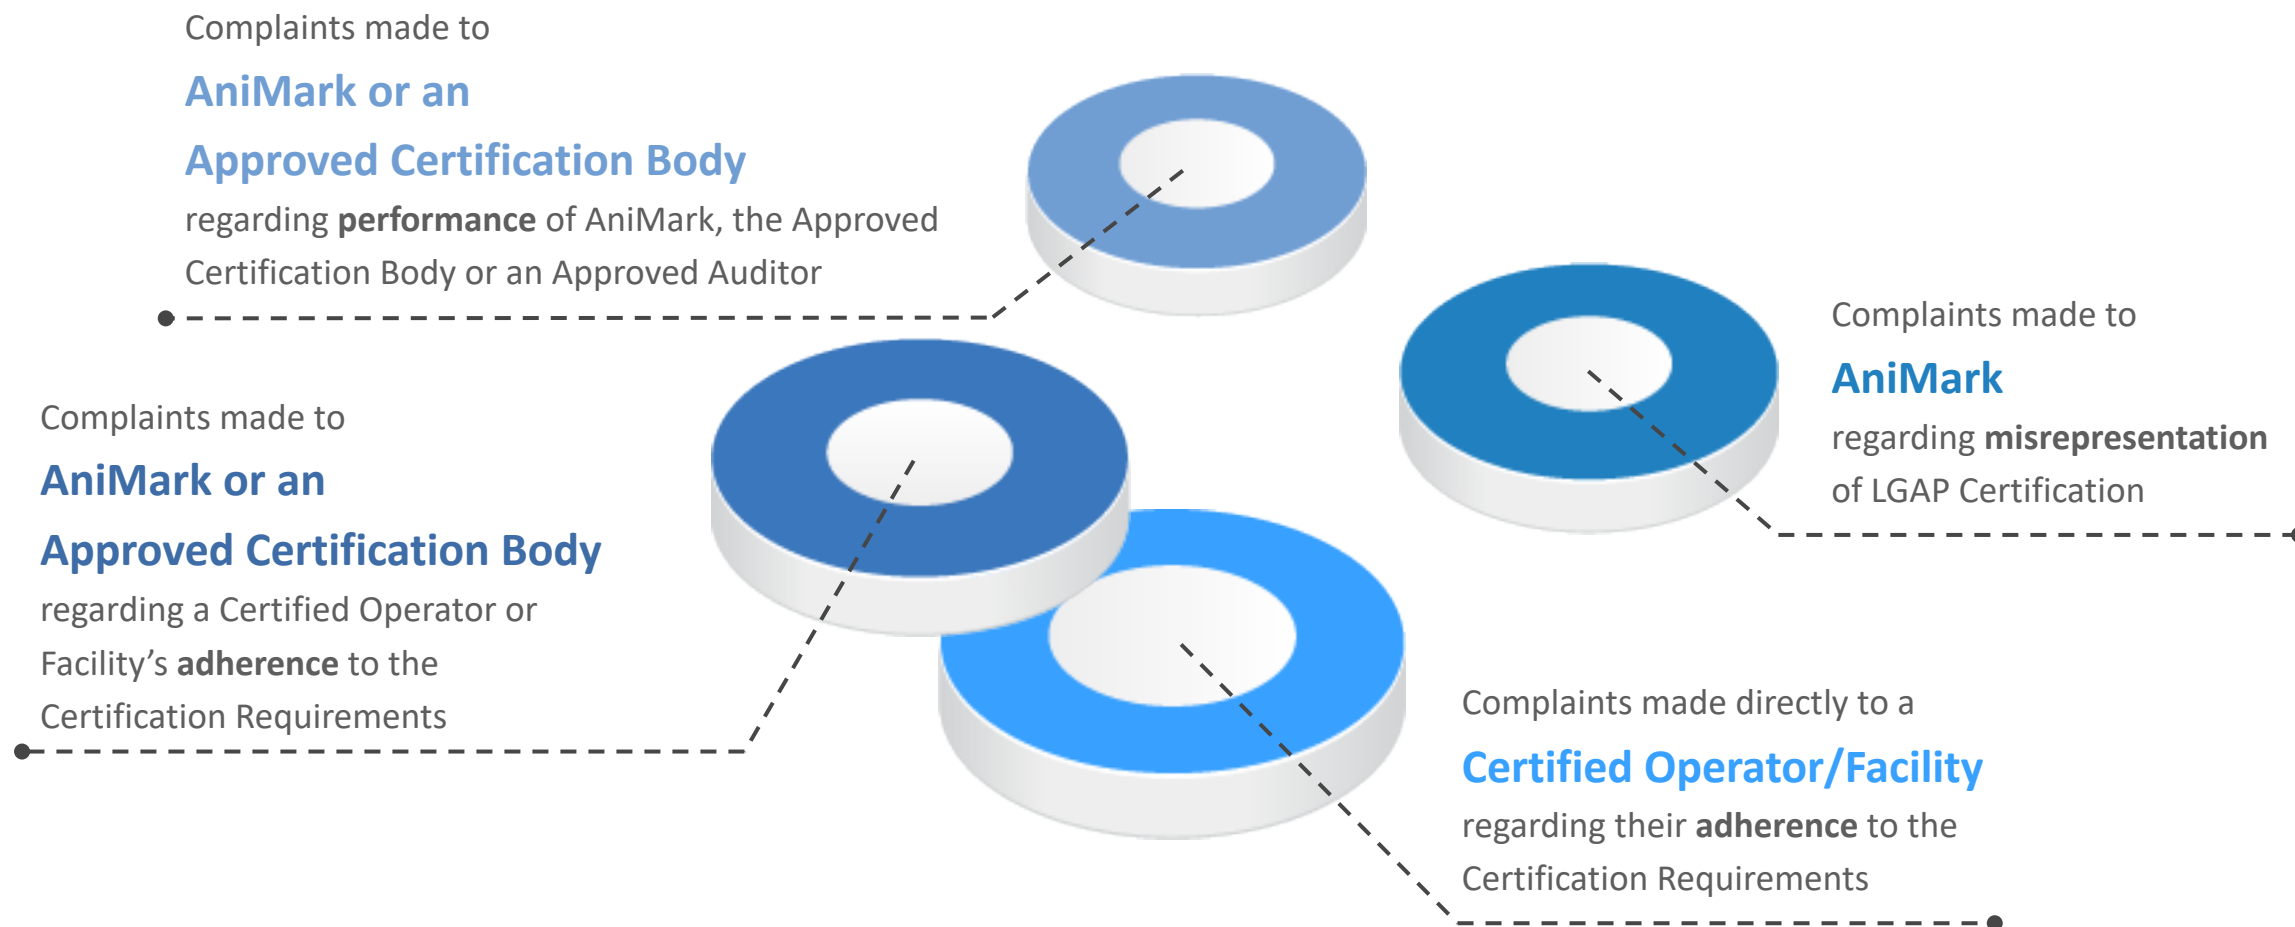 Complaints made to
AniMark or an
Approved Certification Body
regarding performance of AniMark, the Approved
Certification Body or an Approved Auditor
Complaints made to
AniMark
regarding misrepresentation
of LGAP Certification
Complaints made to
AniMark or an
Approved Certification Body
regarding a Certified Operator or
Facility’s adherence to the
Certification Requirements
Complaints made directly to a
Certified Operator/Facility
regarding their adherence to the
Certification Requirements